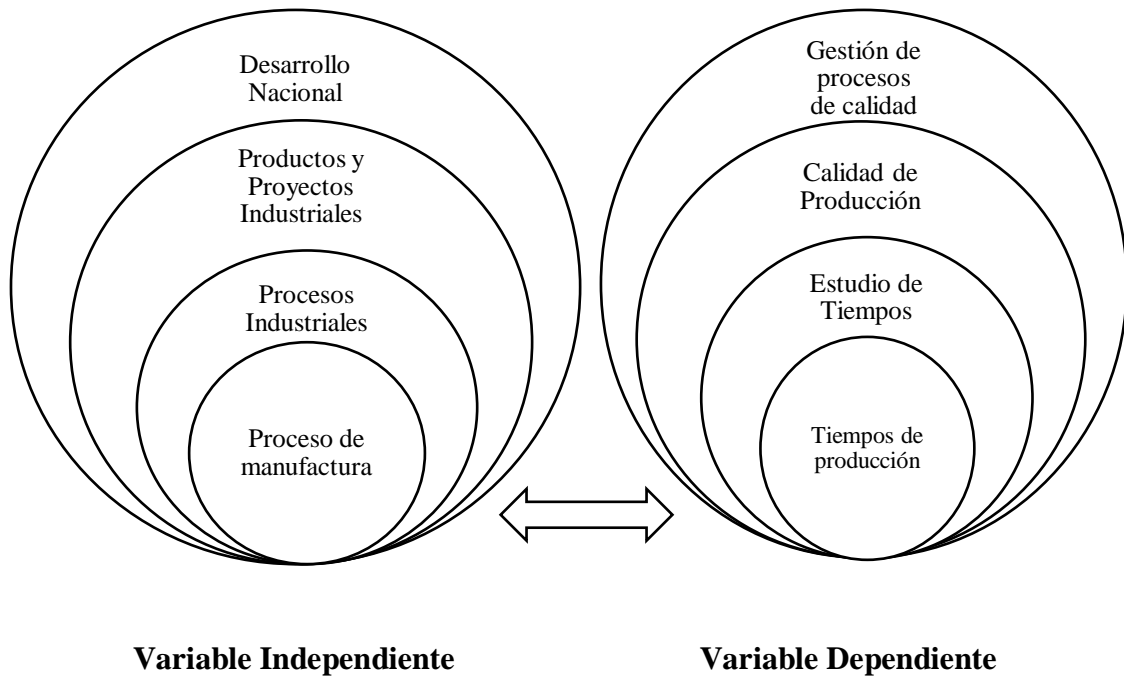 Desarrollo
Nacional
Productos y
Proyectos
Industriales
Procesos
Industriales
Proceso de
manufactura
Gestión de
procesos
de calidad
Calidad de
Producción
Estudio de
Tiempos
Tiempos de
producción
Variable Independiente
Variable Dependiente